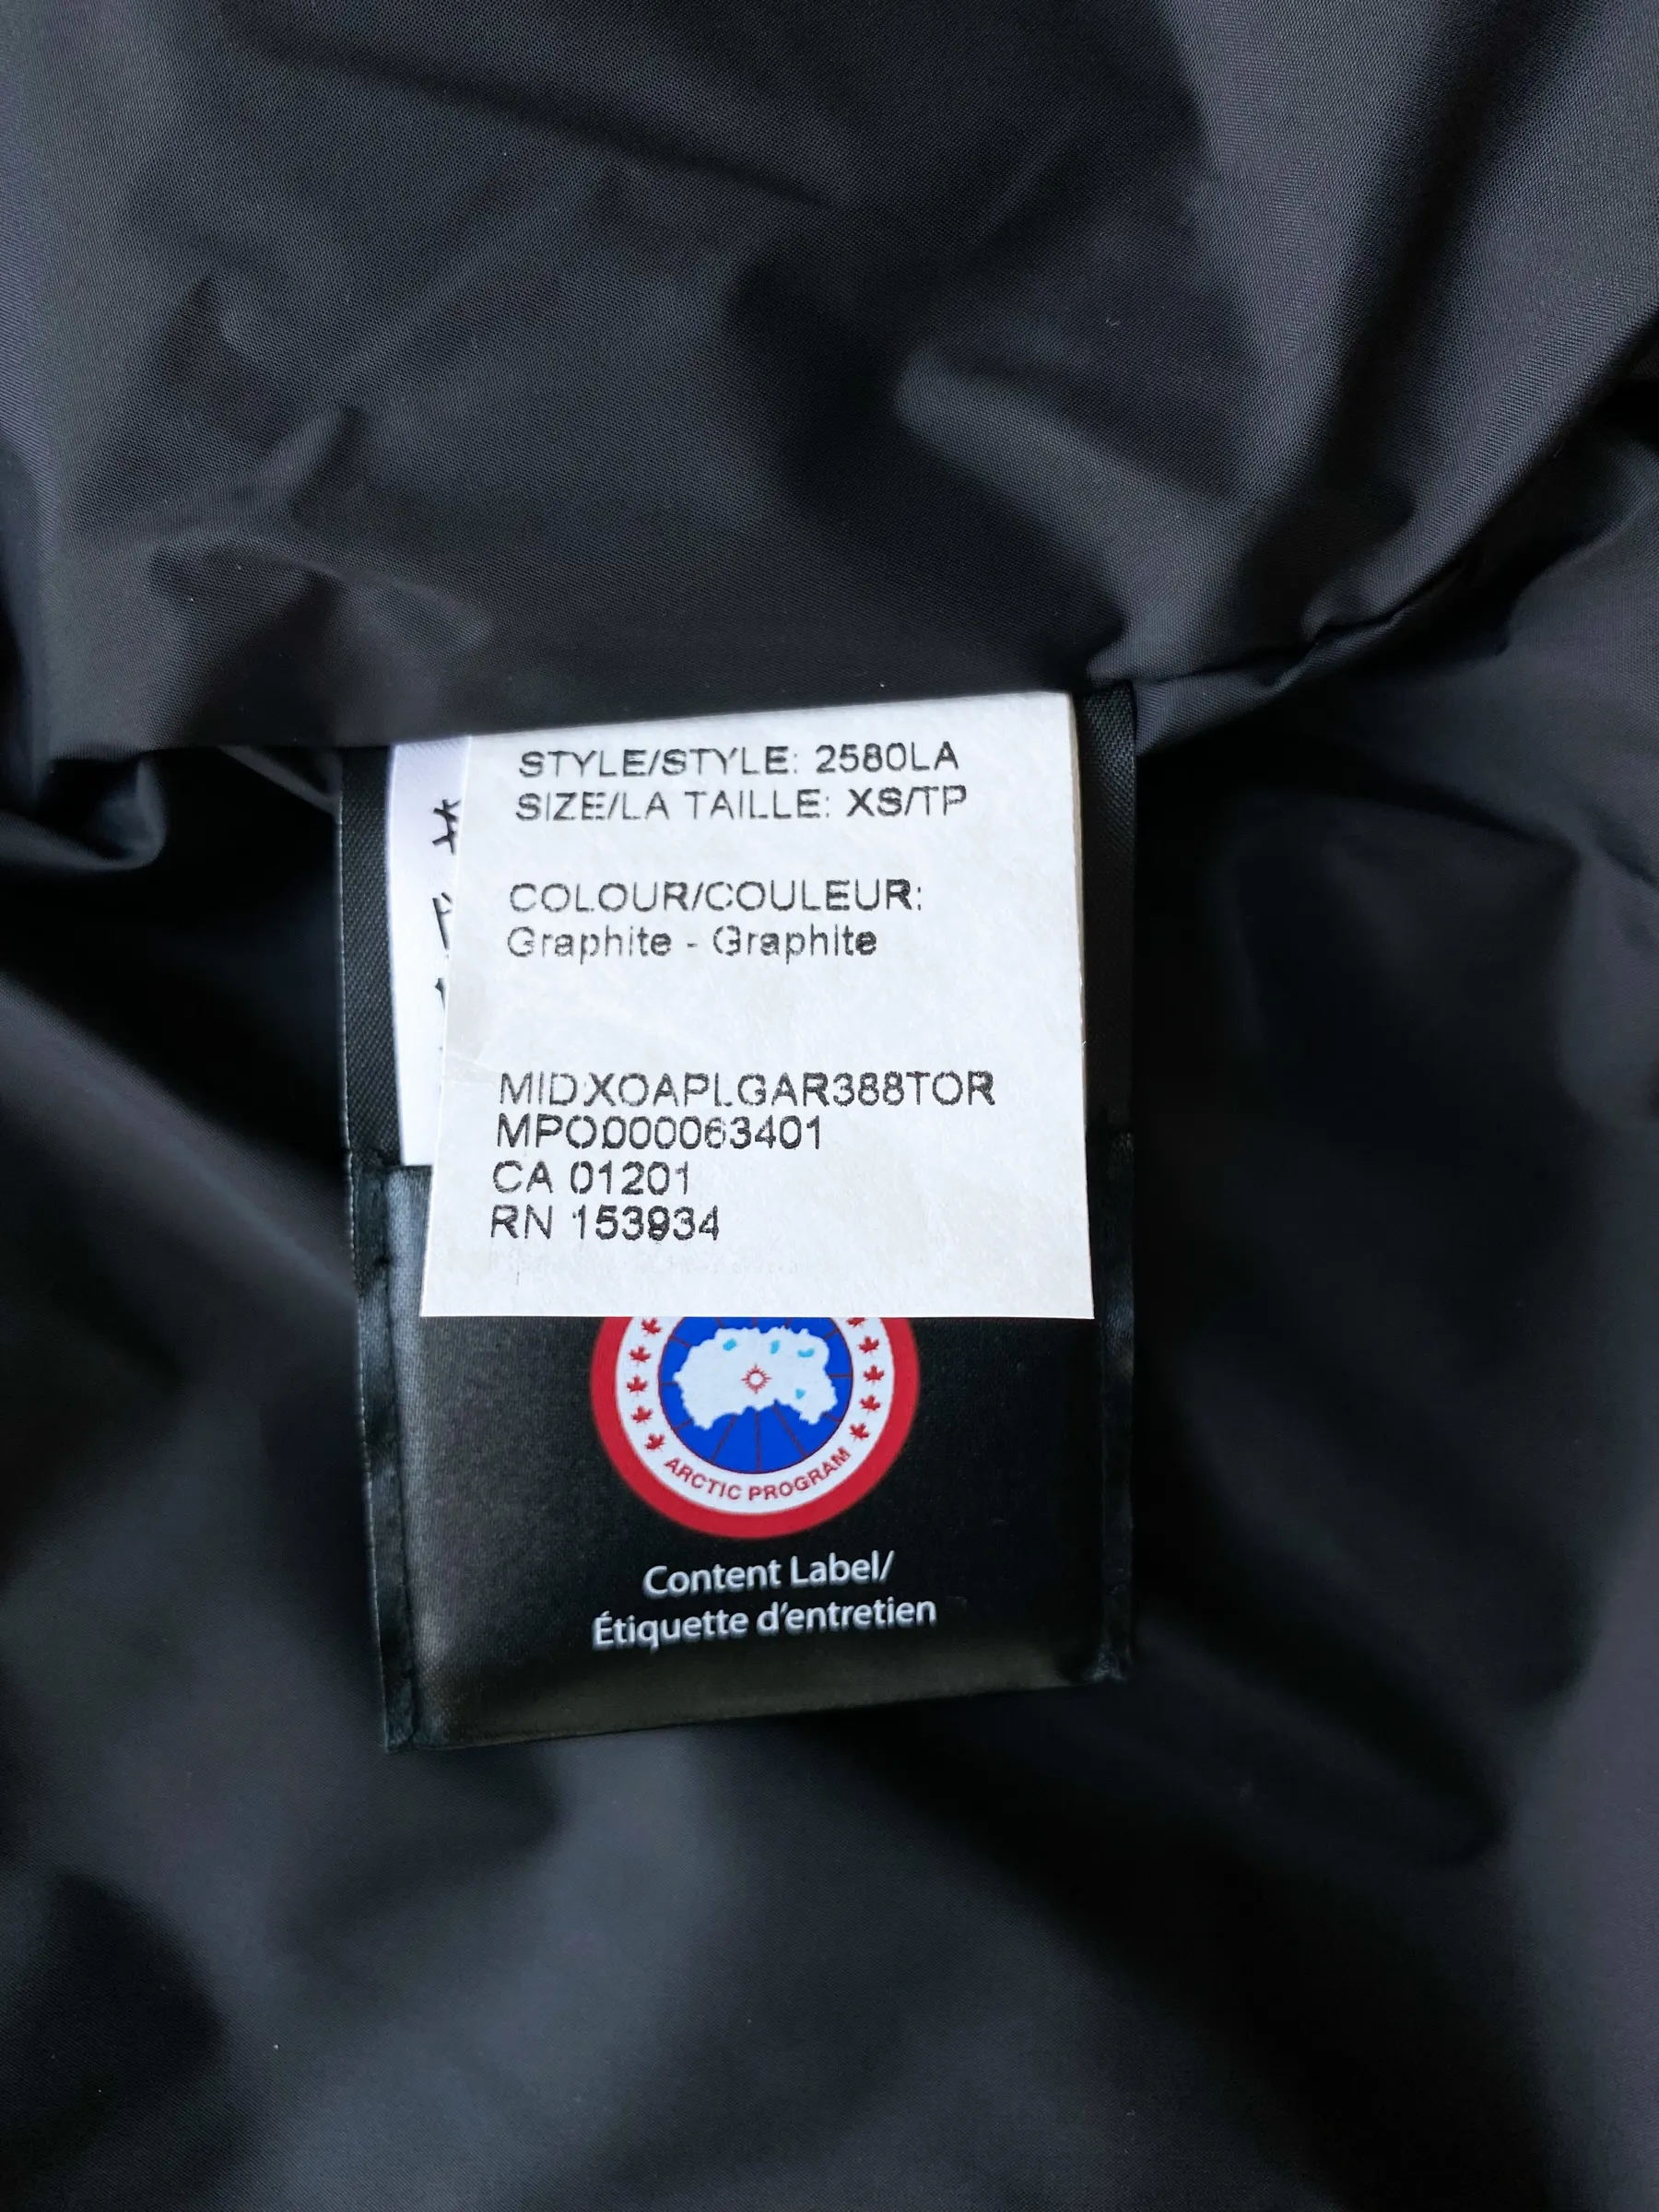 STYLE/STYLE: 2580LA
SIZE/LA TAILLE: XS/TP
COLOUR/COULEUR:
Graphite - Graphite
MIDXOAPLGAR388TOR
MPO000063401
CA 01201
RN 153934
ARCTIC PROGRAM
Content Label/
Étiquette d'entretien